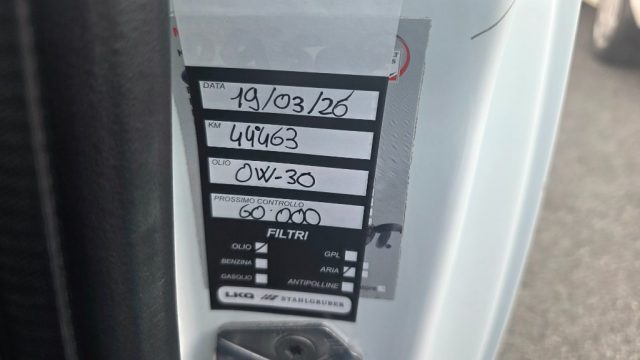 DATA
19/03/26
KM
44463
OLIO
0W-30
PROSSIMO CONTROLLO
60.000
FILTRI
OLIO
GPL
BENZINA
ARIA
GASOLIO
ANTIPOLLINE
LKQ STAHLGRUBER